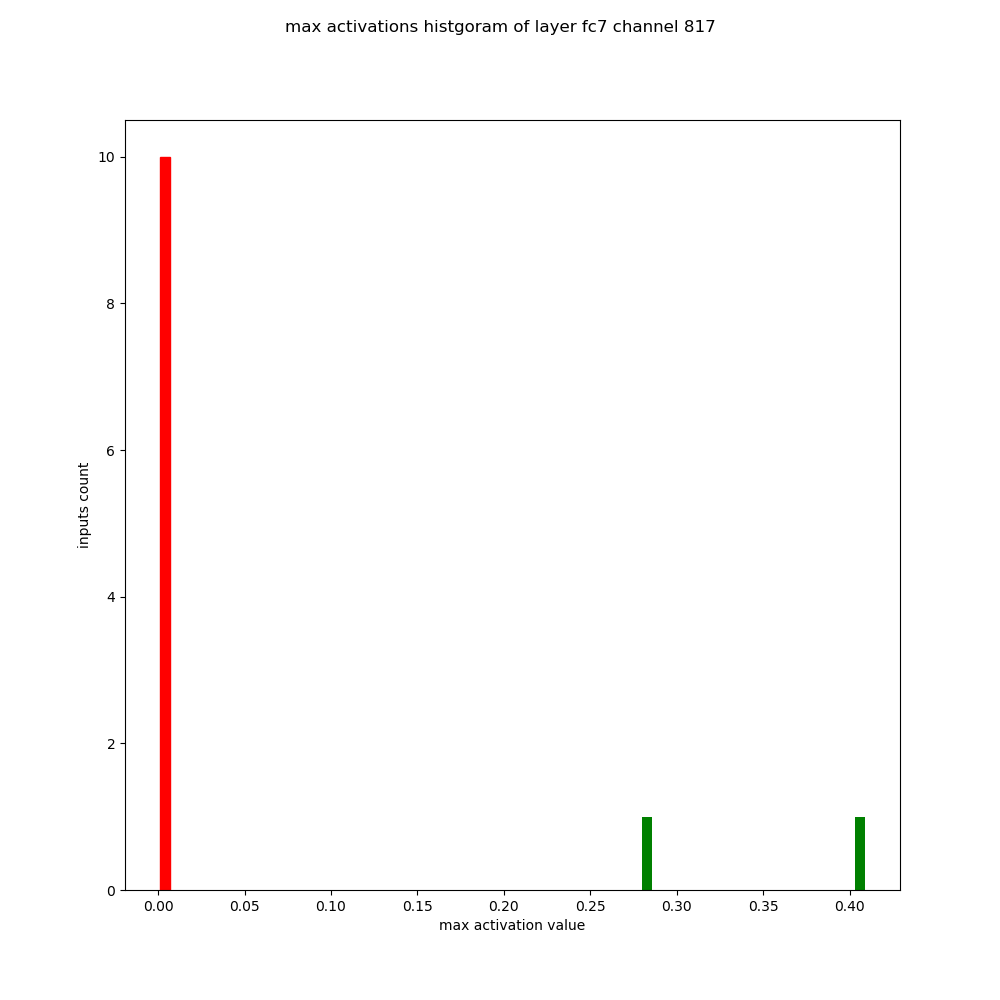 max activations histgoram of layer fc7 channel 817
10
8
6
4
2
0
inputs count
0.00 0.05 0.10 0.15 0.20 0.25 0.30 0.35 0.40
max activation value